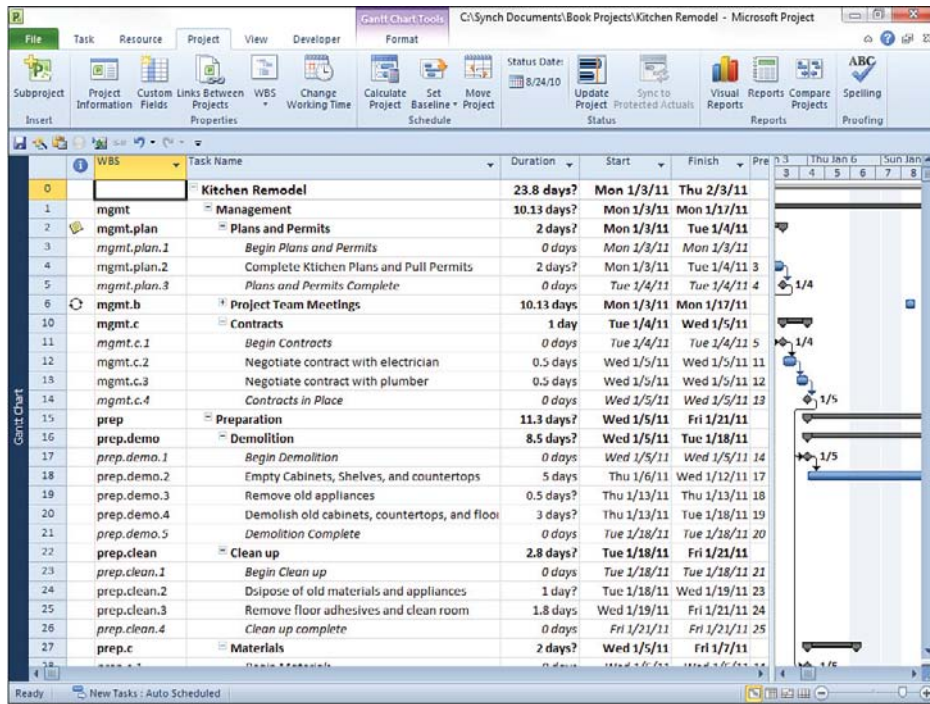 Gantt Chart Tools C:\Synch Documents\Book Projects\Kitchen Remodel - Microsoft Project
File Task Resource Project View Developer Format
Subproject Project Information Custom Fields Links Between Projects WBS Change Working Time Calculate Project Set Baseline Move Project Status Date: 8/24/10 Update Project Sync to Protected Actuals Visual Reports Reports Compare Projects ABC Spelling
Insert Properties Schedule Status Reports Proofing
WBS Task Name Duration Start Finish Pre n 3 Thu Jan 6 Sun Jan
3 4 5 6 7 8
0 Kitchen Remodel 23.8 days? Mon 1/3/11 Thu 2/3/11
1 mgmt Management 10.13 days? Mon 1/3/11 Mon 1/17/11
2 mgmt.plan Plans and Permits 2 days? Mon 1/3/11 Tue 1/4/11
3 mgmt.plan.1 Begin Plans and Permits 0 days Mon 1/3/11 Mon 1/3/11
4 mgmt.plan.2 Complete Ktichen Plans and Pull Permits 2 days? Mon 1/3/11 Tue 1/4/11 3
5 mgmt.plan.3 Plans and Permits Complete 0 days Tue 1/4/11 Tue 1/4/11 4 1/4
6 mgmt.b Project Team Meetings 10.13 days Mon 1/3/11 Mon 1/17/11
10 mgmt.c Contracts 1 day Tue 1/4/11 Wed 1/5/11
11 mgmt.c.1 Begin Contracts 0 days Tue 1/4/11 Tue 1/4/11 5 1/4
12 mgmt.c.2 Negotiate contract with electrician 0.5 days Wed 1/5/11 Wed 1/5/11 11
13 mgmt.c.3 Negotiate contract with plumber 0.5 days Wed 1/5/11 Wed 1/5/11 12
14 mgmt.c.4 Contracts in Place 0 days Wed 1/5/11 Wed 1/5/11 13 1/5
15 prep Preparation 11.3 days? Wed 1/5/11 Fri 1/21/11
16 prep.demo Demolition 8.5 days? Wed 1/5/11 Tue 1/18/11
17 prep.demo.1 Begin Demolition 0 days Wed 1/5/11 Wed 1/5/11 14 1/5
18 prep.demo.2 Empty Cabinets, Shelves, and countertops 5 days Thu 1/6/11 Wed 1/12/11 17
19 prep.demo.3 Remove old appliances 0.5 days? Thu 1/13/11 Thu 1/13/11 18
20 prep.demo.4 Demolish old cabinets, countertops, and floo 3 days? Thu 1/13/11 Tue 1/18/11 19
21 prep.demo.5 Demolition Complete 0 days Tue 1/18/11 Tue 1/18/11 20
22 prep.clean Clean up 2.8 days? Tue 1/18/11 Fri 1/21/11
23 prep.clean.1 Begin Clean up 0 days Tue 1/18/11 Tue 1/18/11 21
24 prep.clean.2 Dsipose of old materials and appliances 1 day? Tue 1/18/11 Wed 1/19/11 23
25 prep.clean.3 Remove floor adhesives and clean room 1.8 days Wed 1/19/11 Fri 1/21/11 24
26 prep.clean.4 Clean up complete 0 days Fri 1/21/11 Fri 1/21/11 25
27 prep.c Materials 2 days? Wed 1/5/11 Fri 1/7/11
Gantt Chart
Ready New Tasks : Auto Scheduled